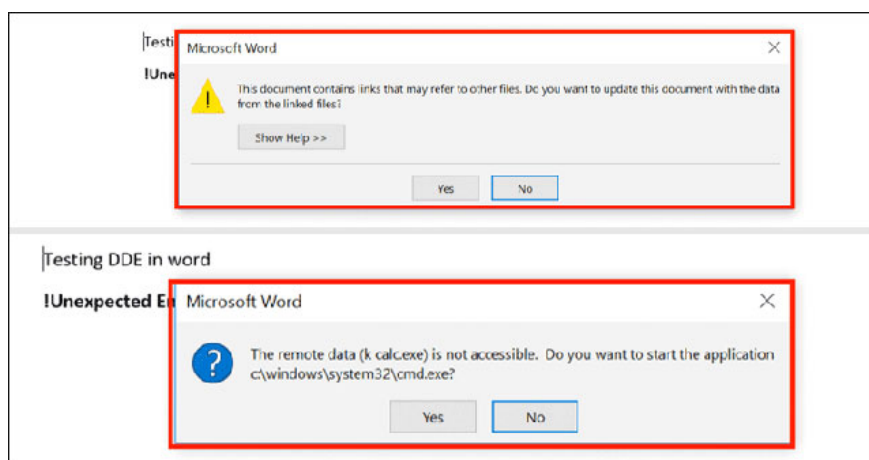 Testi
Microsoft Word
!Une
This document contains links that may refer to other files. Do you want to update this document with the data
from the linked files?
Show Help >>
Yes No
Testing DDE in word
!Unexpected En
Microsoft Word
The remote data (k calc.exe) is not accessible. Do you want to start the application
c:\windows\system32\cmd.exe?
Yes No